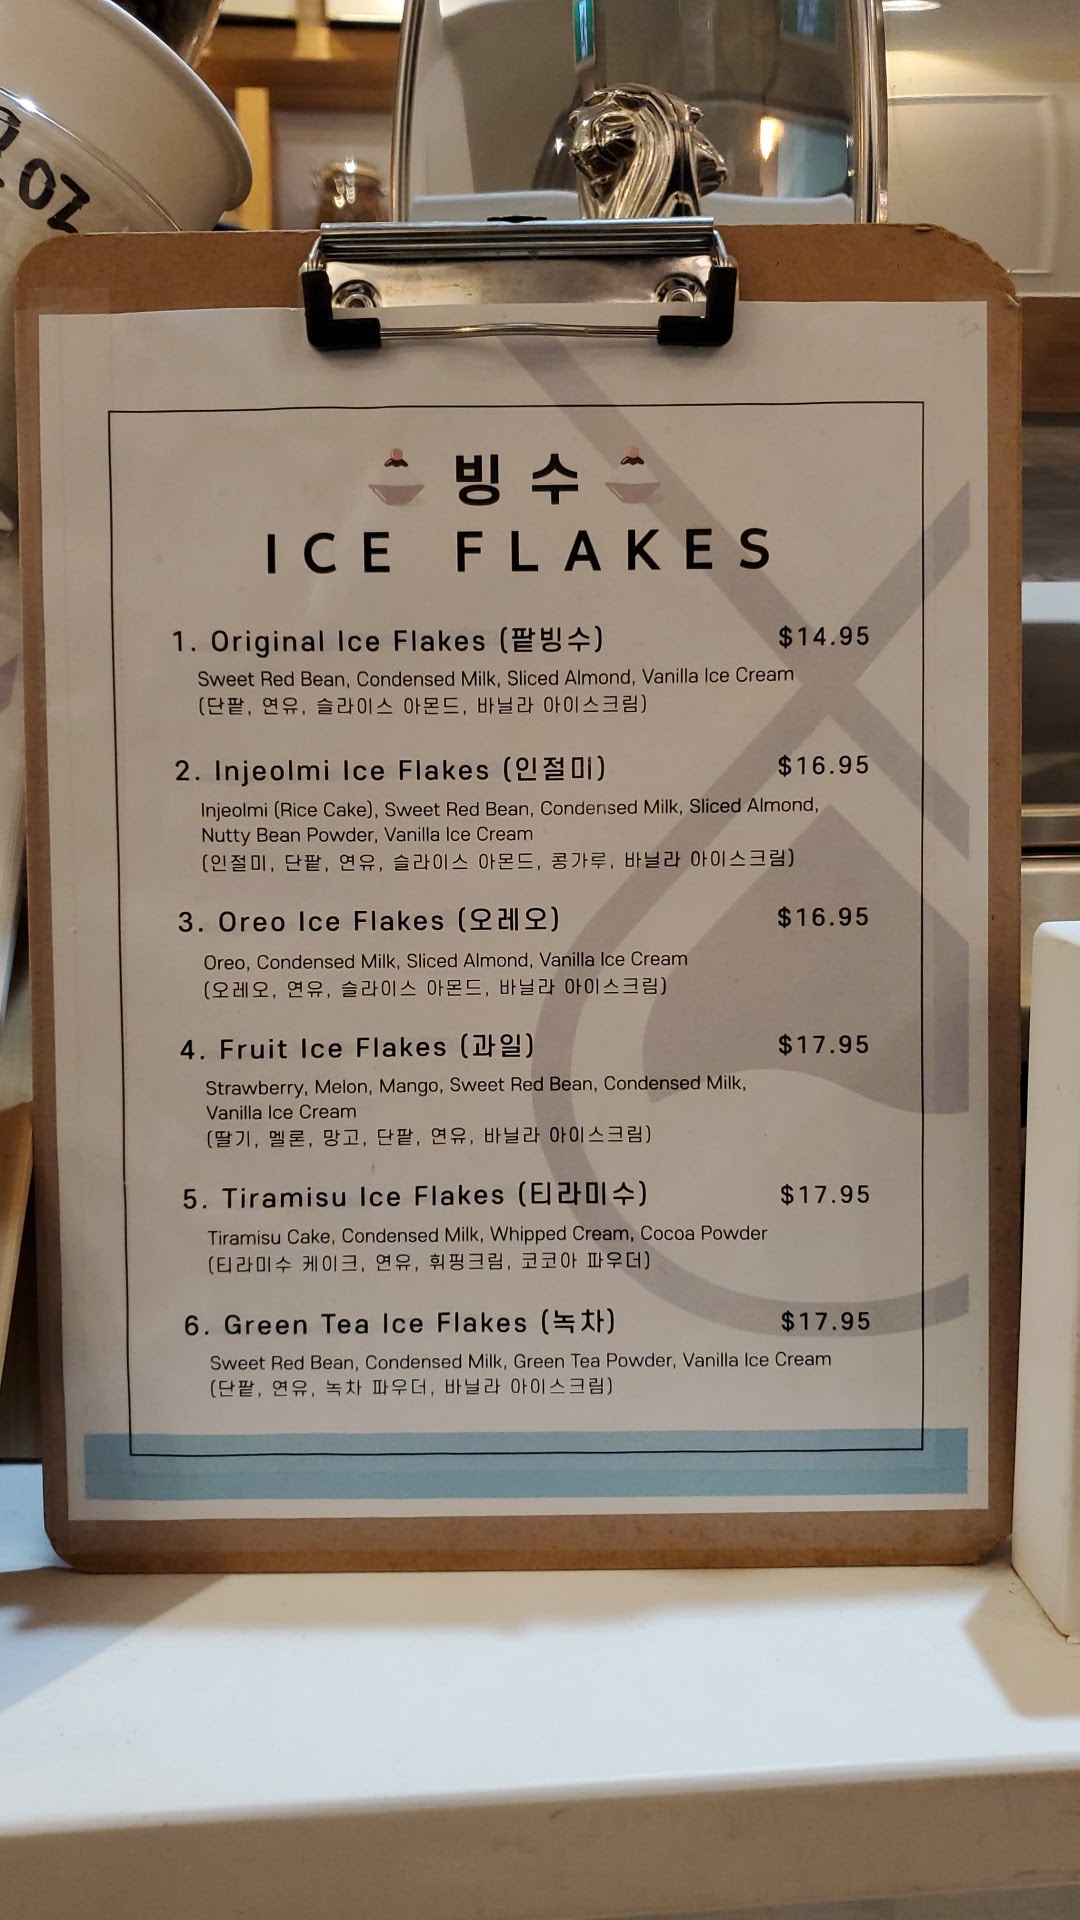 0 OZ
빙수
ICE FLAKES
1. Original Ice Flakes (팥빙수) $14.95
Sweet Red Bean, Condensed Milk, Sliced Almond, Vanilla Ice Cream
(단팥, 연유, 슬라이스 아몬드, 바닐라 아이스크림)
2. Injeolmi Ice Flakes (인절미) $16.95
Injeolmi (Rice Cake), Sweet Red Bean, Condensed Milk, Sliced Almond,
Nutty Bean Powder, Vanilla Ice Cream
(인절미, 단팥, 연유, 슬라이스 아몬드, 콩가루, 바닐라 아이스크림)
3. Oreo Ice Flakes (오레오) $16.95
Oreo, Condensed Milk, Sliced Almond, Vanilla Ice Cream
(오레오, 연유, 슬라이스 아몬드, 바닐라 아이스크림)
4. Fruit Ice Flakes (과일) $17.95
Strawberry, Melon, Mango, Sweet Red Bean, Condensed Milk,
Vanilla Ice Cream
(딸기, 멜론, 망고, 단팥, 연유, 바닐라 아이스크림)
5. Tiramisu Ice Flakes (티라미수) $17.95
Tiramisu Cake, Condensed Milk, Whipped Cream, Cocoa Powder
(티라미수 케이크, 연유, 휘핑크림, 코코아 파우더)
6. Green Tea Ice Flakes (녹차) $17.95
Sweet Red Bean, Condensed Milk, Green Tea Powder, Vanilla Ice Cream
(단팥, 연유, 녹차 파우더, 바닐라 아이스크림)